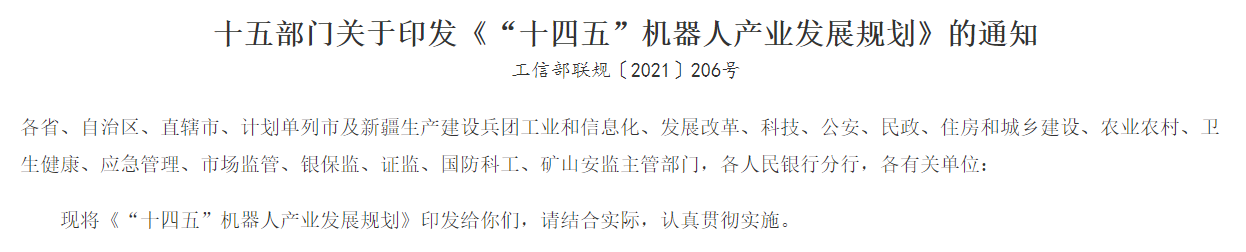 十五部门关于印发《“十四五”机器人产业发展规划》的通知
工信部联规〔2021〕206号
各省、自治区、直辖市、计划单列市及新疆生产建设兵团工业和信息化、发展改革、科技、公安、民政、住房和城乡建设、农业农村、卫
生健康、应急管理、市场监管、银保监、证监、国防科工、矿山安监主管部门，各人民银行分行，各有关单位：
现将《“十四五”机器人产业发展规划》印发给你们，请结合实际，认真贯彻实施。